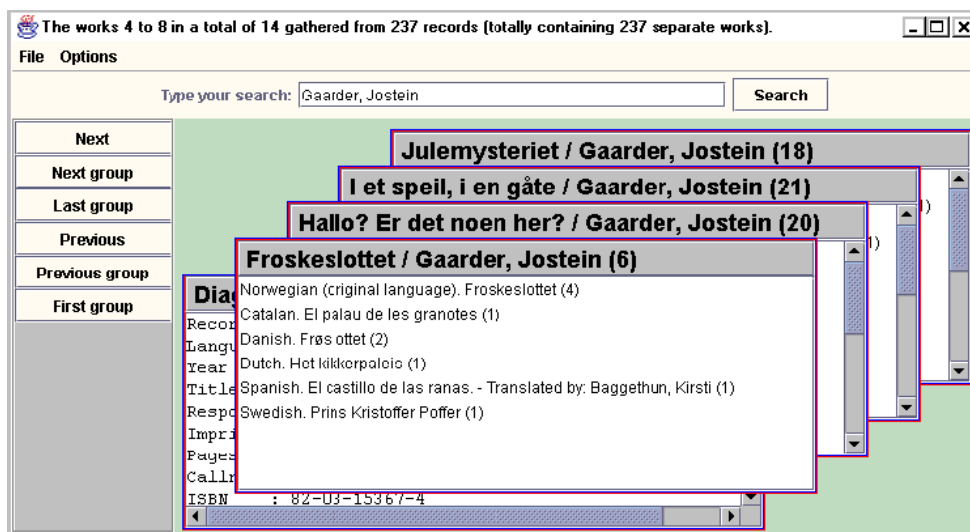 The works 4 to 8 in a total of 14 gathered from 237 records (totally containing 237 separate works).
File Options
Type your search: Gaarder, Jostein Search
Next
Next group
Last group
Previous
Previous group
First group
Julemysteriet / Gaarder, Jostein (18)
I et speil, i en gåte / Gaarder, Jostein (21)
1)
Hallo? Er det noen her? / Gaarder, Jostein (20)
1)
Froskeslottet / Gaarder, Jostein (6)
Norwegian (original language). Froskeslottet (4)
Catalan. El palau de les granotes (1)
Danish. Frøs ottet (2)
Dutch. Het kikkerpaleis (1)
Spanish. El castillo de las ranas. - Translated by: Baggethun, Kirsti (1)
Swedish. Prins Kristoffer Poffer (1)
Diag
Recor
Langu
Year
Title
Respo
Impri
Pages
Callr
ISBN : 82-03-15367-4